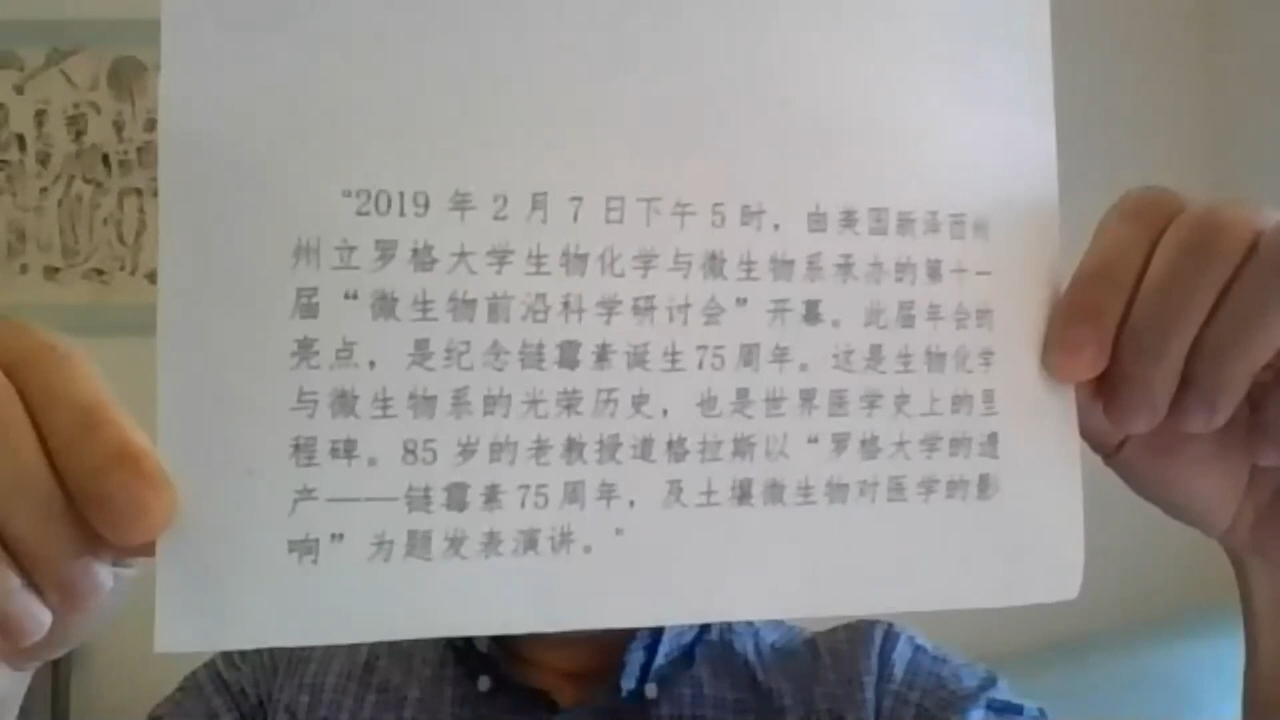 “2019 年 2 月 7 日下午 5 时，由美国新泽西州
州立罗格大学生物化学与微生物系承办的第十一
届“微生物前沿科学研讨会”开幕。此届年会的
亮点，是纪念链霉素诞生 75 周年。这是生物化学
与微生物系的光荣历史，也是世界医学史上的里
程碑。85 岁的老教授道格拉斯以“罗格大学的遗
产——链霉素 75 周年，及土壤微生物对医学的影
响”为题发表演讲。”